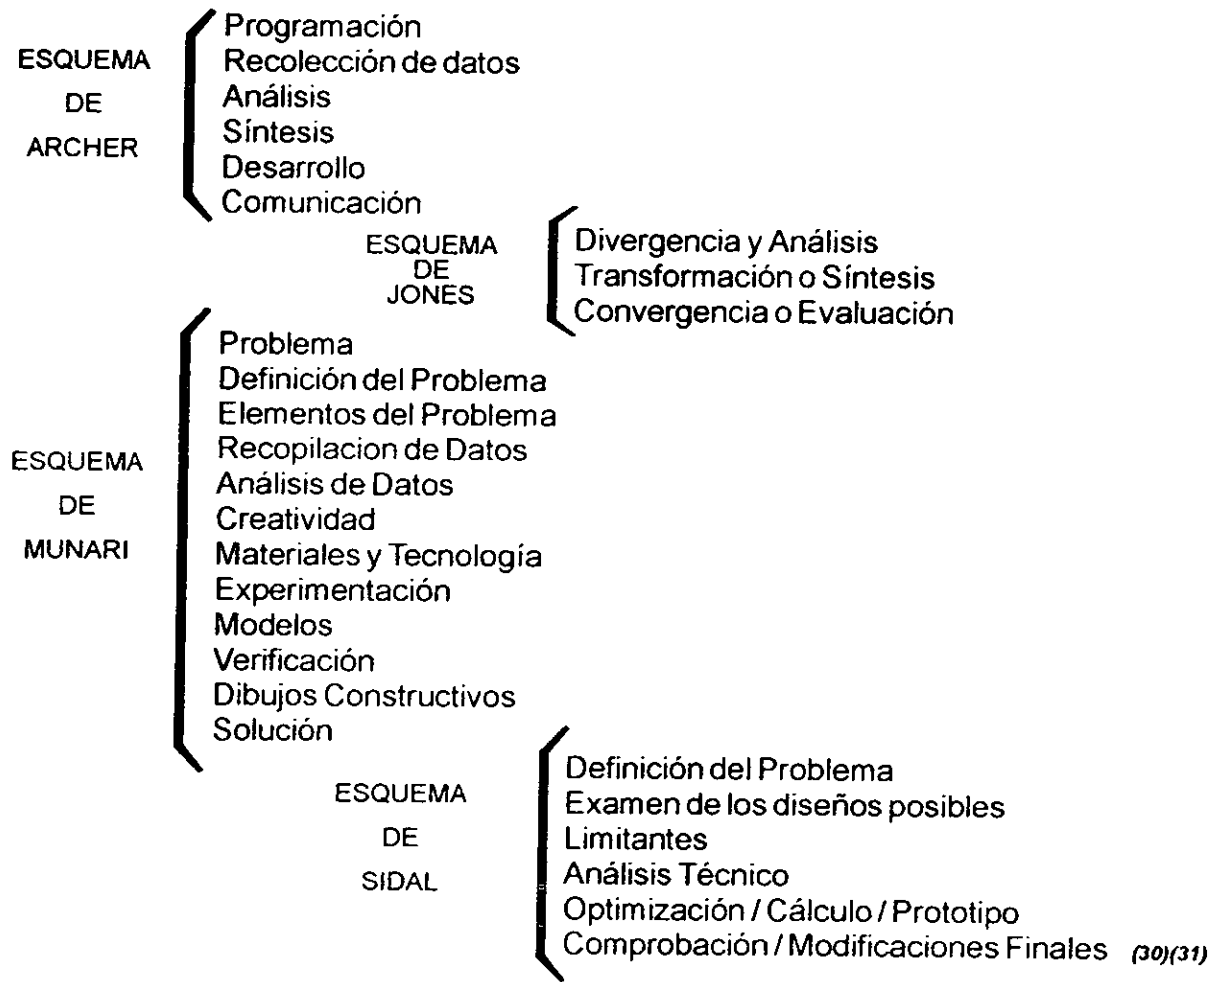 ESQUEMA
DE
ARCHER
Programación
Recolección de datos
Análisis
Síntesis
Desarrollo
Comunicación
ESQUEMA
DE
JONES
Divergencia y Análisis
Transformación o Síntesis
Convergencia o Evaluación
ESQUEMA
DE
MUNARI
Problema
Definición del Problema
Elementos del Problema
Recopilacion de Datos
Análisis de Datos
Creatividad
Materiales y Tecnología
Experimentación
Modelos
Verificación
Dibujos Constructivos
Solución
ESQUEMA
DE
SIDAL
Definición del Problema
Examen de los diseños posibles
Limitantes
Análisis Técnico
Optimización / Cálculo / Prototipo
Comprobación / Modificaciones Finales (30)(31)